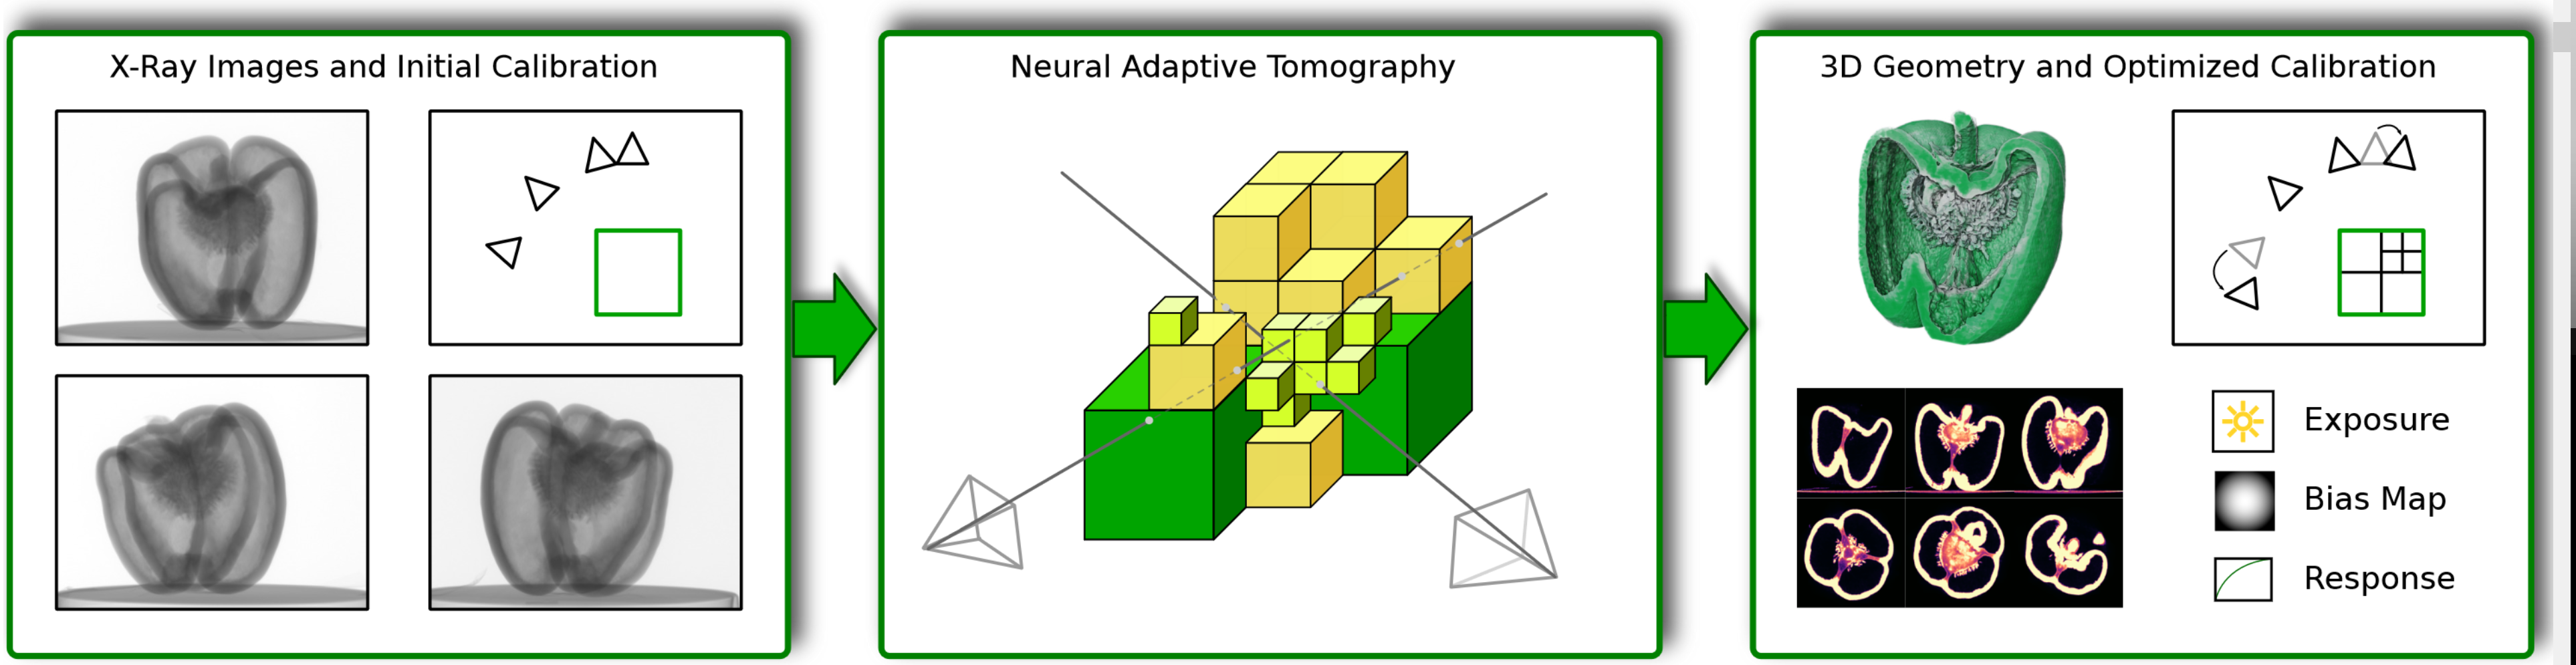 X-Ray Images and Initial Calibration
Neural Adaptive Tomography
3D Geometry and Optimized Calibration
Exposure
Bias Map
Response